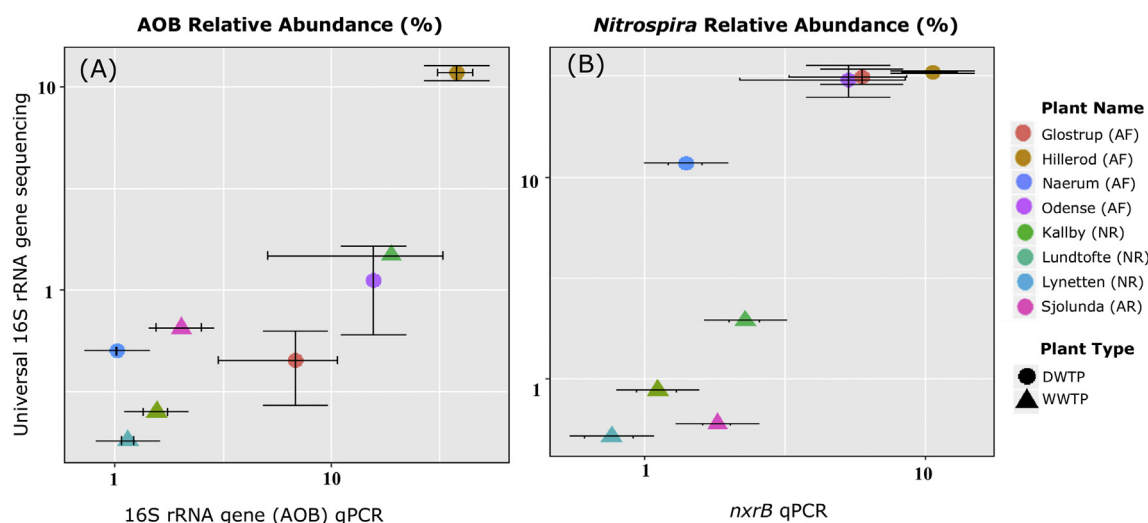 AOB Relative Abundance (%)
Nitrospira Relative Abundance (%)
(A)
(B)
Universal 16S rRNA gene sequencing
10
1
1
10
16S rRNA gene (AOB) qPCR
10
1
1
10
nxrB qPCR
Plant Name
Glostrup (AF)
Hillerod (AF)
Naerum (AF)
Odense (AF)
Kallby (NR)
Lundtofte (NR)
Lynetten (NR)
Sjolunda (AR)
Plant Type
DWTP
WWTP